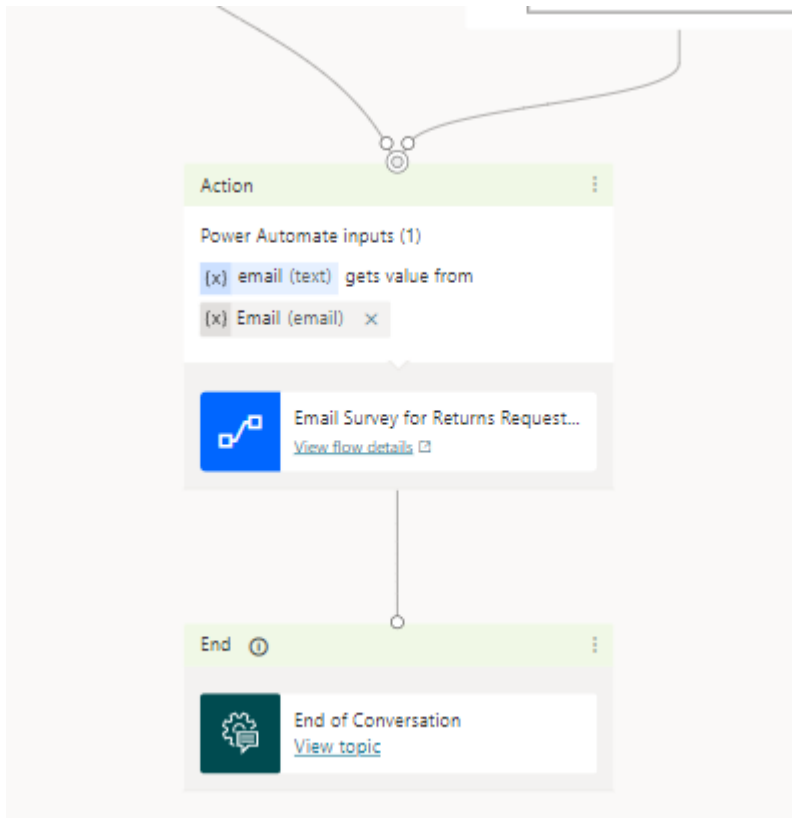 Action
Power Automate inputs (1)
{x} email (text) gets value from
{x} Email (email) ×
Email Survey for Returns Request...
View flow details
End
End of Conversation
View topic